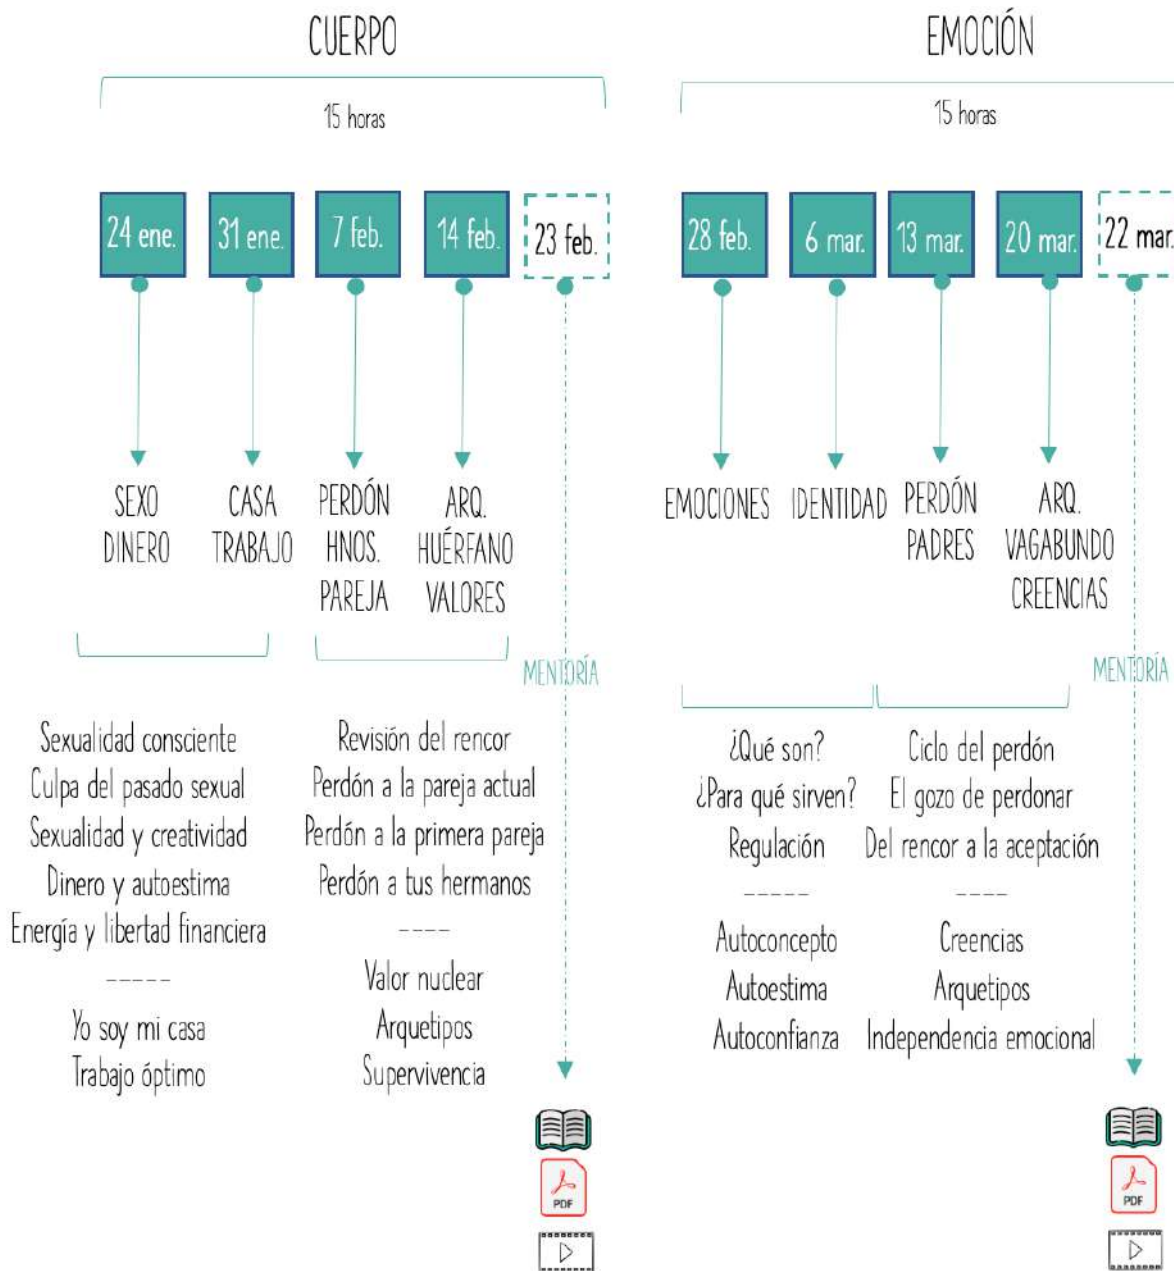 CUERPO
15 horas
24 ene.
31 ene.
7 feb.
14 feb.
23 feb.
SEXO
DINERO
CASA
TRABAJO
PERDÓN
HNOS.
PAREJA
ARQ.
HUÉRFANO
VALORES
MENTORÍA
Sexualidad consciente
Culpa del pasado sexual
Sexualidad y creatividad
Dinero y autoestima
Energía y libertad financiera
-----
Yo soy mi casa
Trabajo óptimo
Revisión del rencor
Perdón a la pareja actual
Perdón a la primera pareja
Perdón a tus hermanos
----
Valor nuclear
Arquetipos
Supervivencia
PDF
EMOCIÓN
15 horas
28 feb.
6 mar.
13 mar.
20 mar.
22 mar.
EMOCIONES
IDENTIDAD
PERDÓN
PADRES
ARQ.
VAGABUNDO
CREENCIAS
MENTORÍA
¿Qué son?
¿Para qué sirven?
Regulación
-----
Autoconcepto
Autoestima
Autoconfianza
Ciclo del perdón
El gozo de perdonar
Del rencor a la aceptación
----
Creencias
Arquetipos
Independencia emocional
PDF